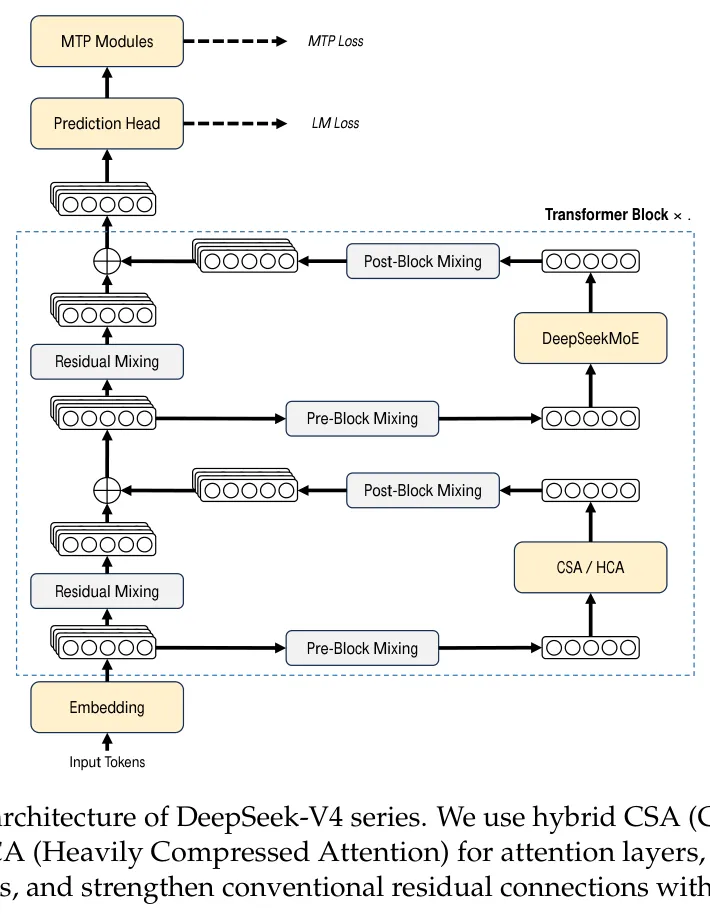 MTP Modules
MTP Loss
Prediction Head
LM Loss
Transformer Block ×
Post-Block Mixing
DeepSeekMoE
Residual Mixing
Pre-Block Mixing
Post-Block Mixing
CSA / HCA
Residual Mixing
Pre-Block Mixing
Embedding
Input Tokens
architecture of DeepSeek-V4 series. We use hybrid CSA (
(Heavily Compressed Attention) for attention layers,
and strengthen conventional residual connections with